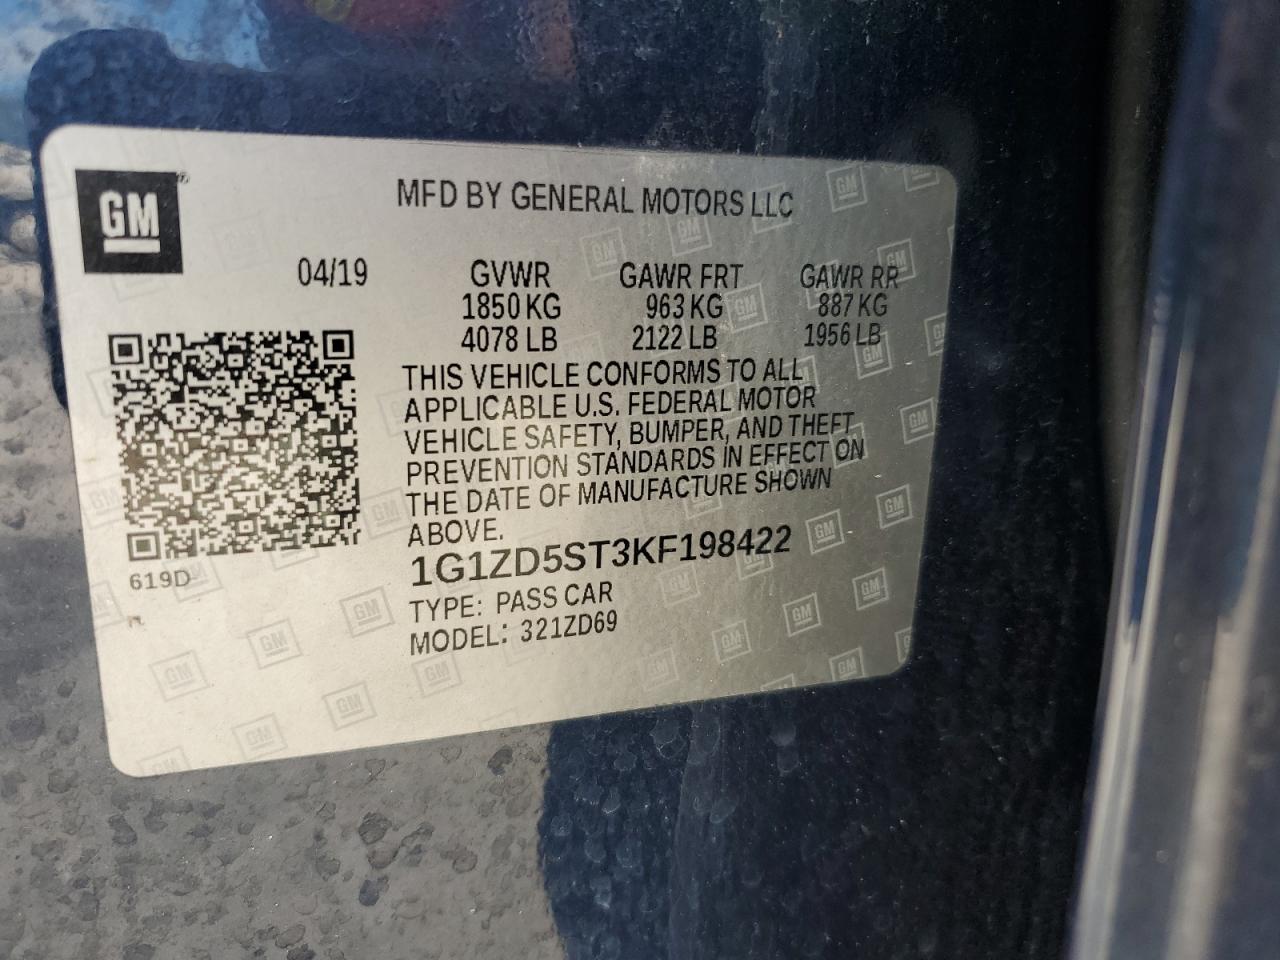 GM
MFD BY GENERAL MOTORS LLC
04/19 GVWR GAWR FRT GAWR RR
1850 KG 963 KG 887 KG
4078 LB 2122 LB 1956 LB
THIS VEHICLE CONFORMS TO ALL
APPLICABLE U.S. FEDERAL MOTOR
VEHICLE SAFETY, BUMPER, AND THEFT
PREVENTION STANDARDS IN EFFECT ON
THE DATE OF MANUFACTURE SHOWN
ABOVE.
619D
1G1ZD5ST3KF198422
TYPE: PASS CAR
MODEL: 321ZD69